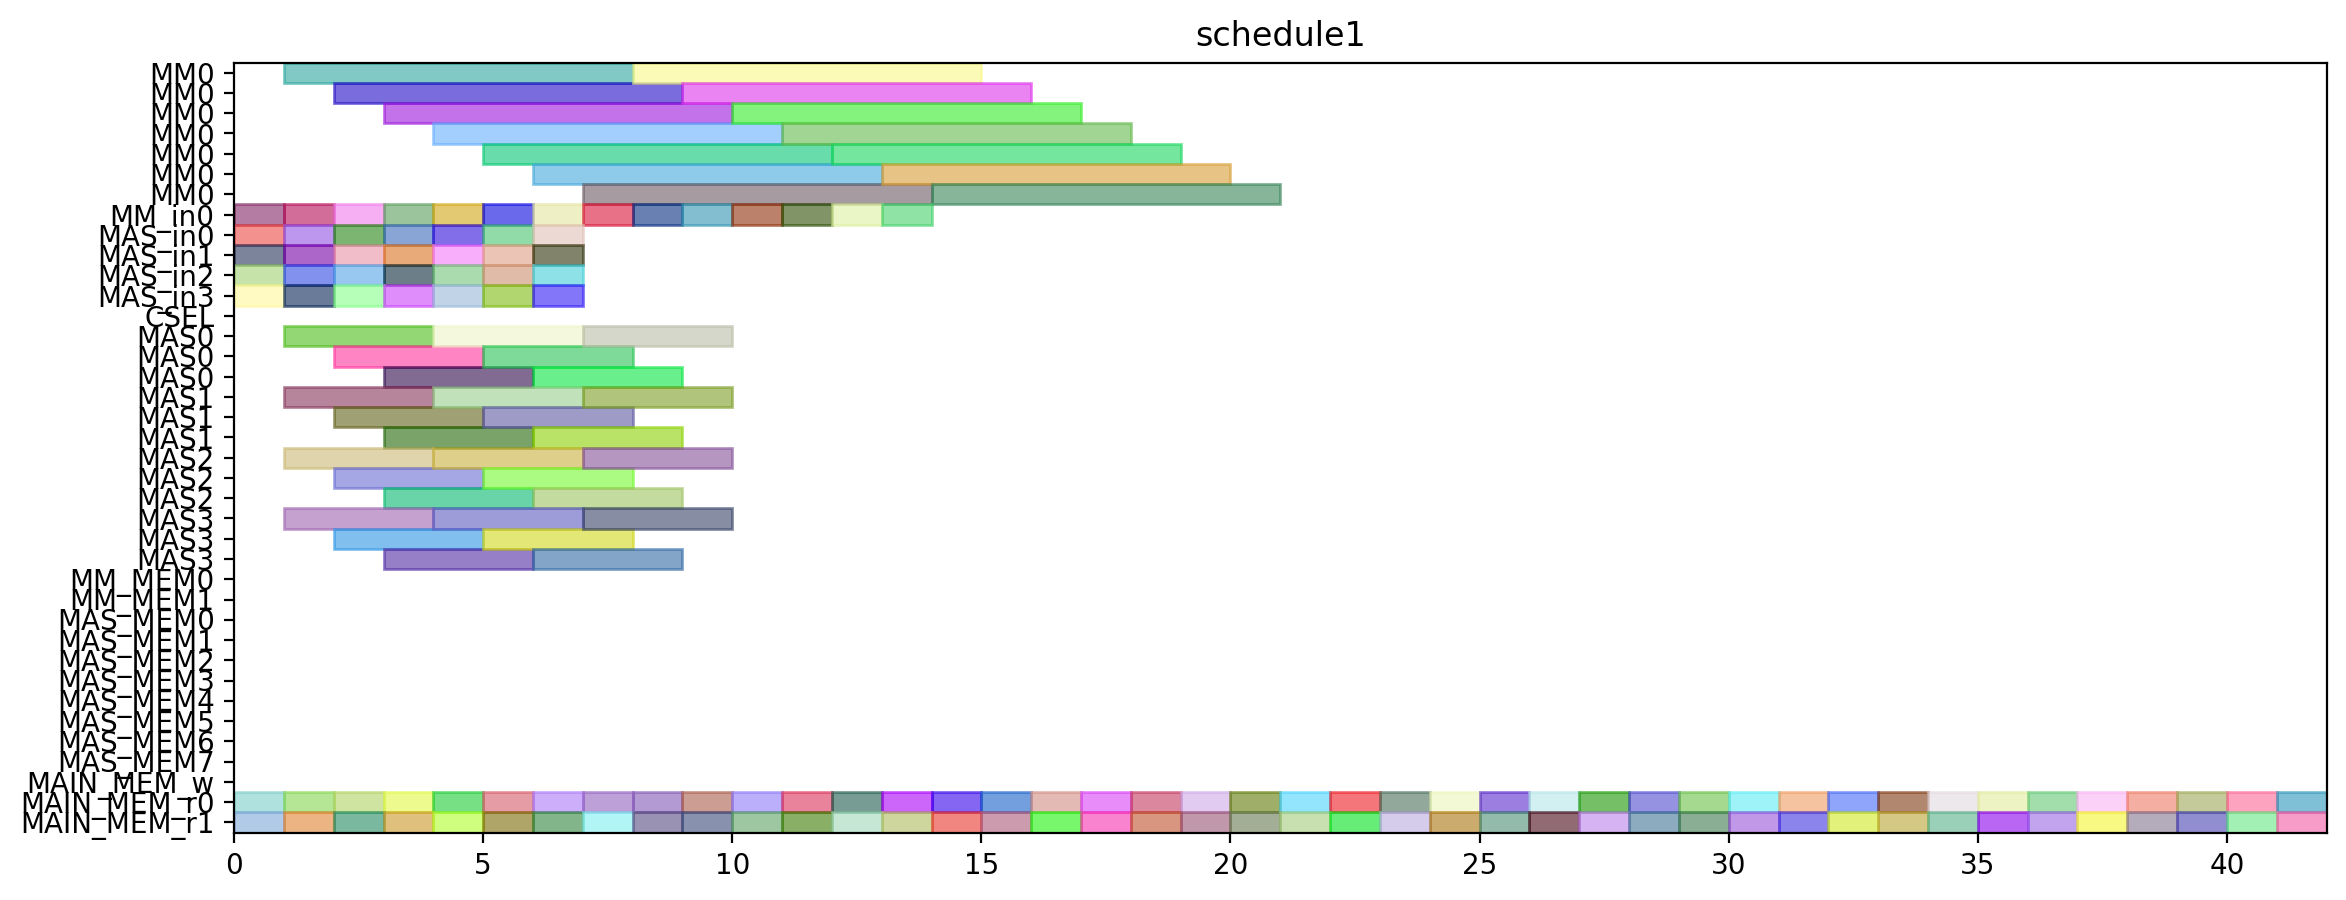 schedule1
MM0
MM0
MM0
MM0
MM0
MM0
MM0
MM_in0
MAS_in0
MAS_in1
MAS_in2
MAS_in3
CSEL
MAS0
MAS0
MAS0
MAS1
MAS1
MAS1
MAS2
MAS2
MAS2
MAS3
MAS3
MAS3
MM_MEM0
MM_MEM1
MAS_MEM0
MAS_MEM1
MAS_MEM2
MAS_MEM3
MAS_MEM4
MAS_MEM5
MAS_MEM6
MAS_MEM7
MAIN_MEM_w
MAIN_MEM_r0
MAIN_MEM_r1
0 5 10 15 20 25 30 35 40